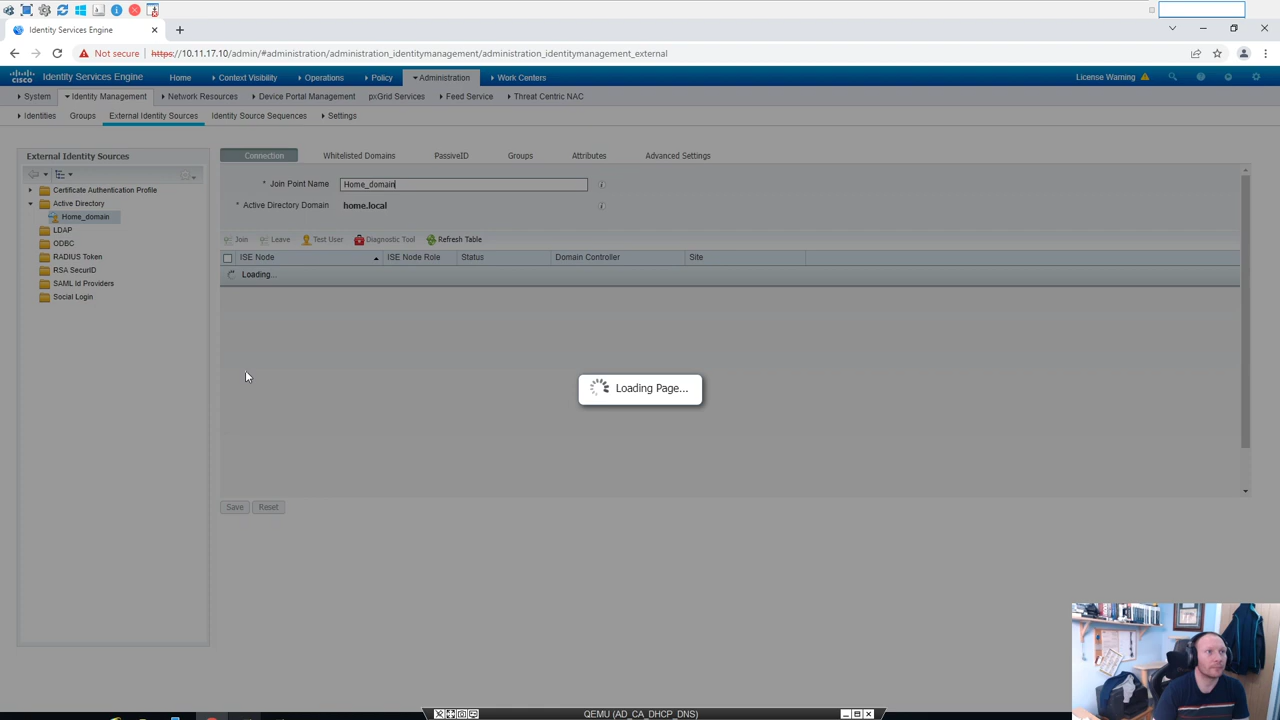 Identity Services Engine
Not secure https://10.11.17.10/admin/#administration/administration_identitymanagement/administration_identitymanagement_external
CISCO Identity Services Engine Home Context Visibility Operations Policy Administration Work Centers License Warning
System Identity Management Network Resources Device Portal Management pxGrid Services Feed Service Threat Centric NAC
Identities Groups External Identity Sources Identity Source Sequences Settings
External Identity Sources
Certificate Authentication Profile
Active Directory
Home_domain
LDAP
ODBC
RADIUS Token
RSA SecurID
SAML Id Providers
Social Login
Connection Whitelisted Domains PassiveID Groups Attributes Advanced Settings
* Join Point Name Home_domain
* Active Directory Domain home.local
Join Leave Test User Diagnostic Tool Refresh Table
ISE Node ISE Node Role Status Domain Controller Site
Loading...
Loading Page...
Save Reset
QEMU (AD_CA_DHCP_DNS)